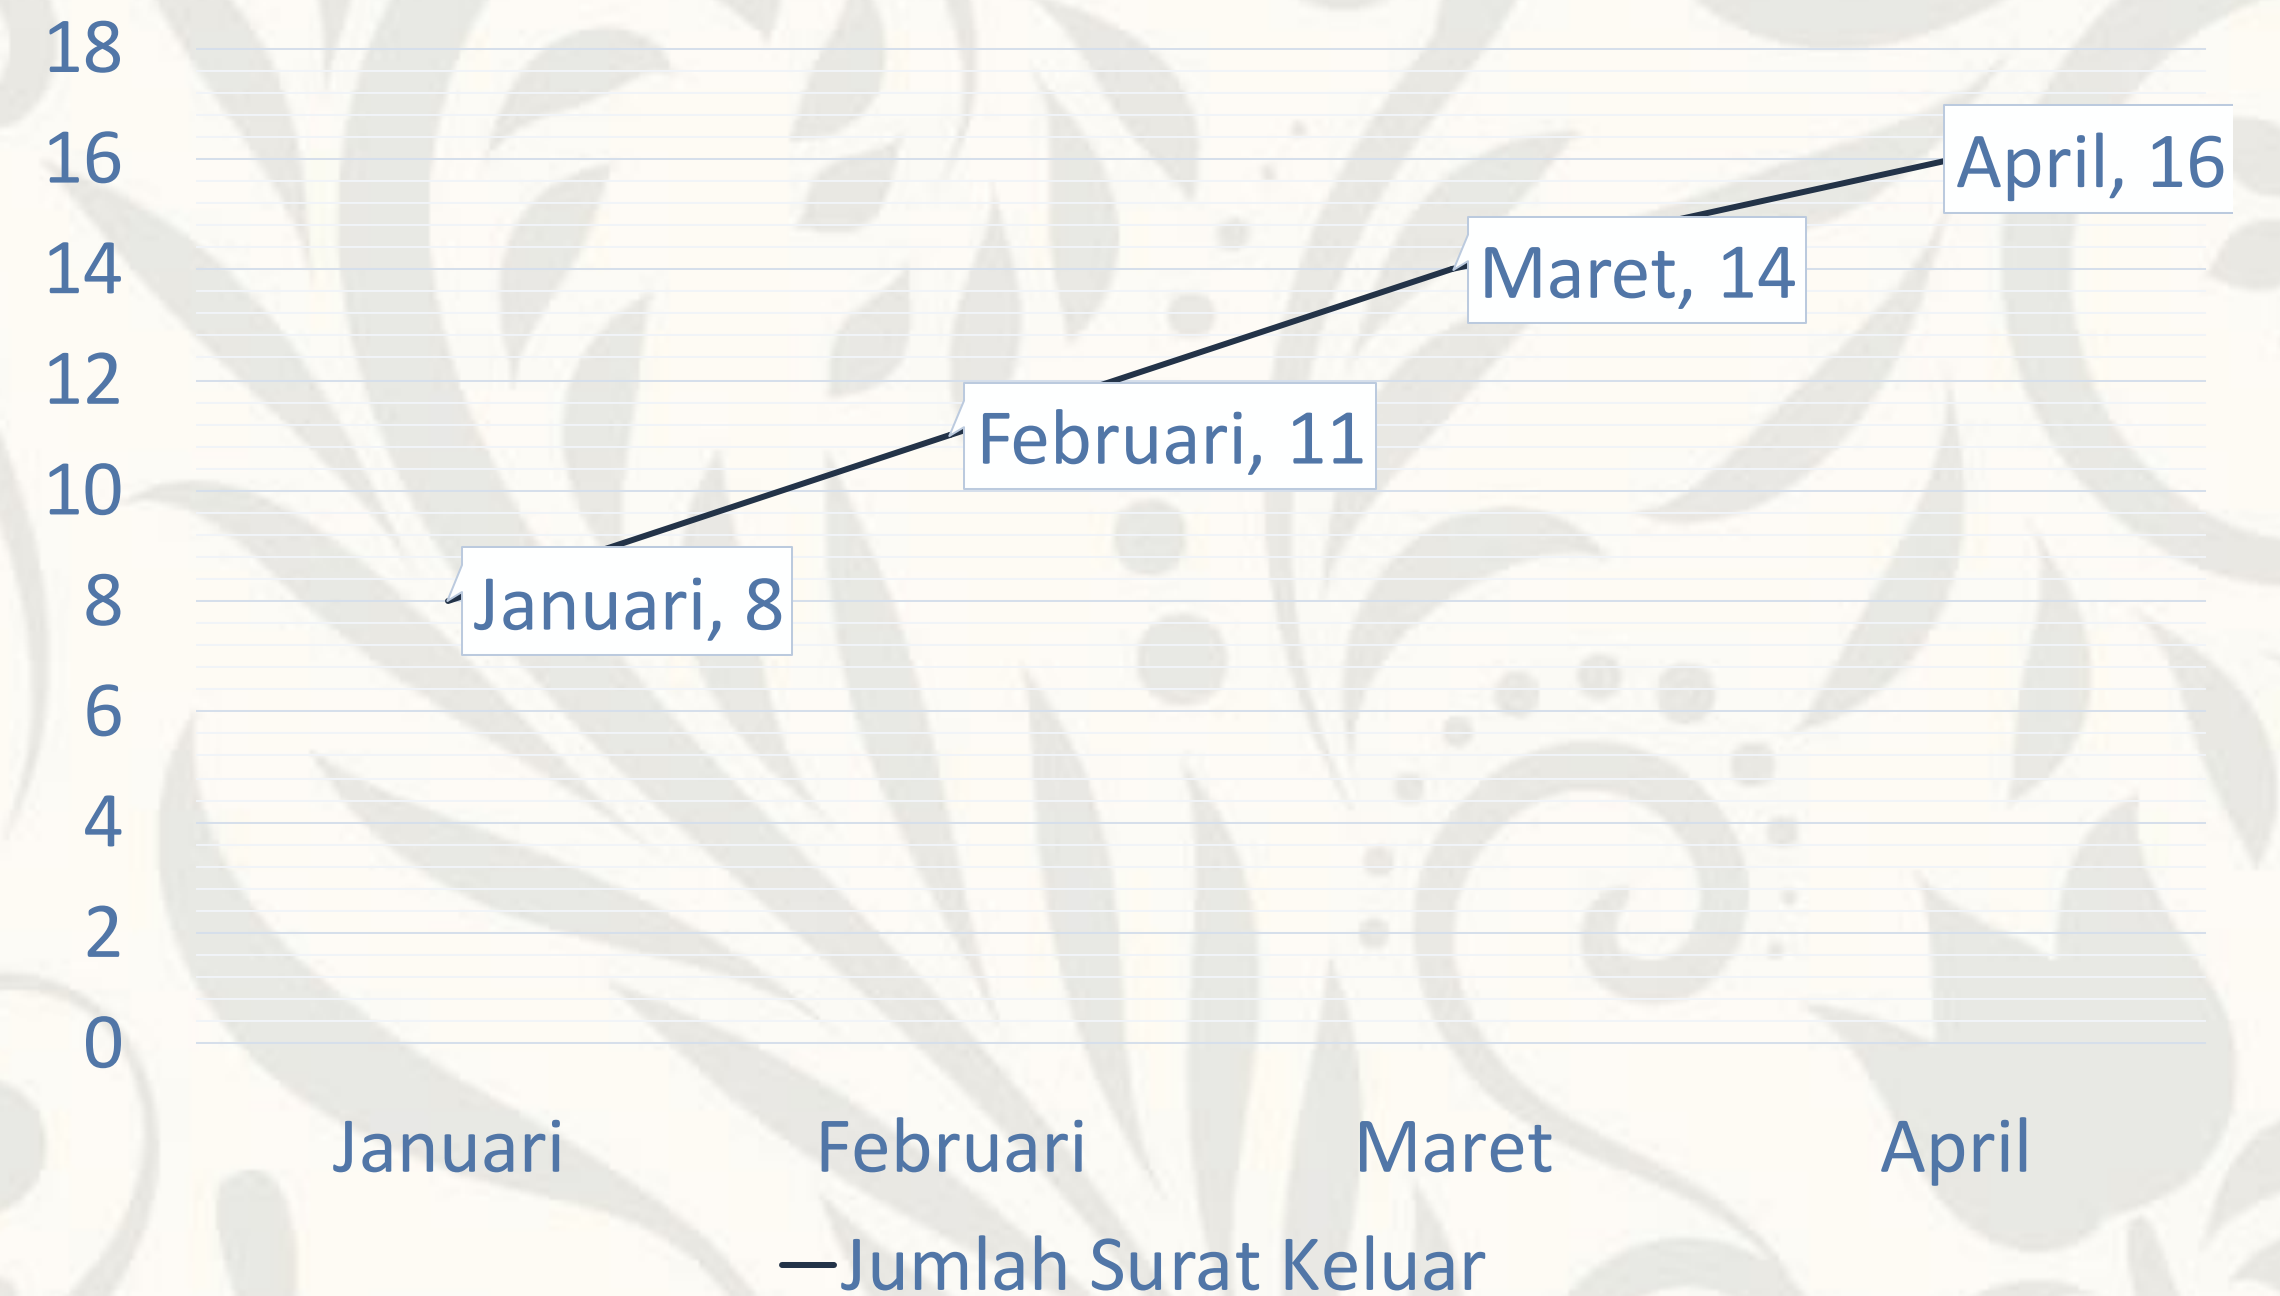 18
16
14
12
10
8
6
4
2
0
April, 16
Maret, 14
Februari, 11
Januari, 8
Januari Februari Maret April
Jumlah Surat Keluar